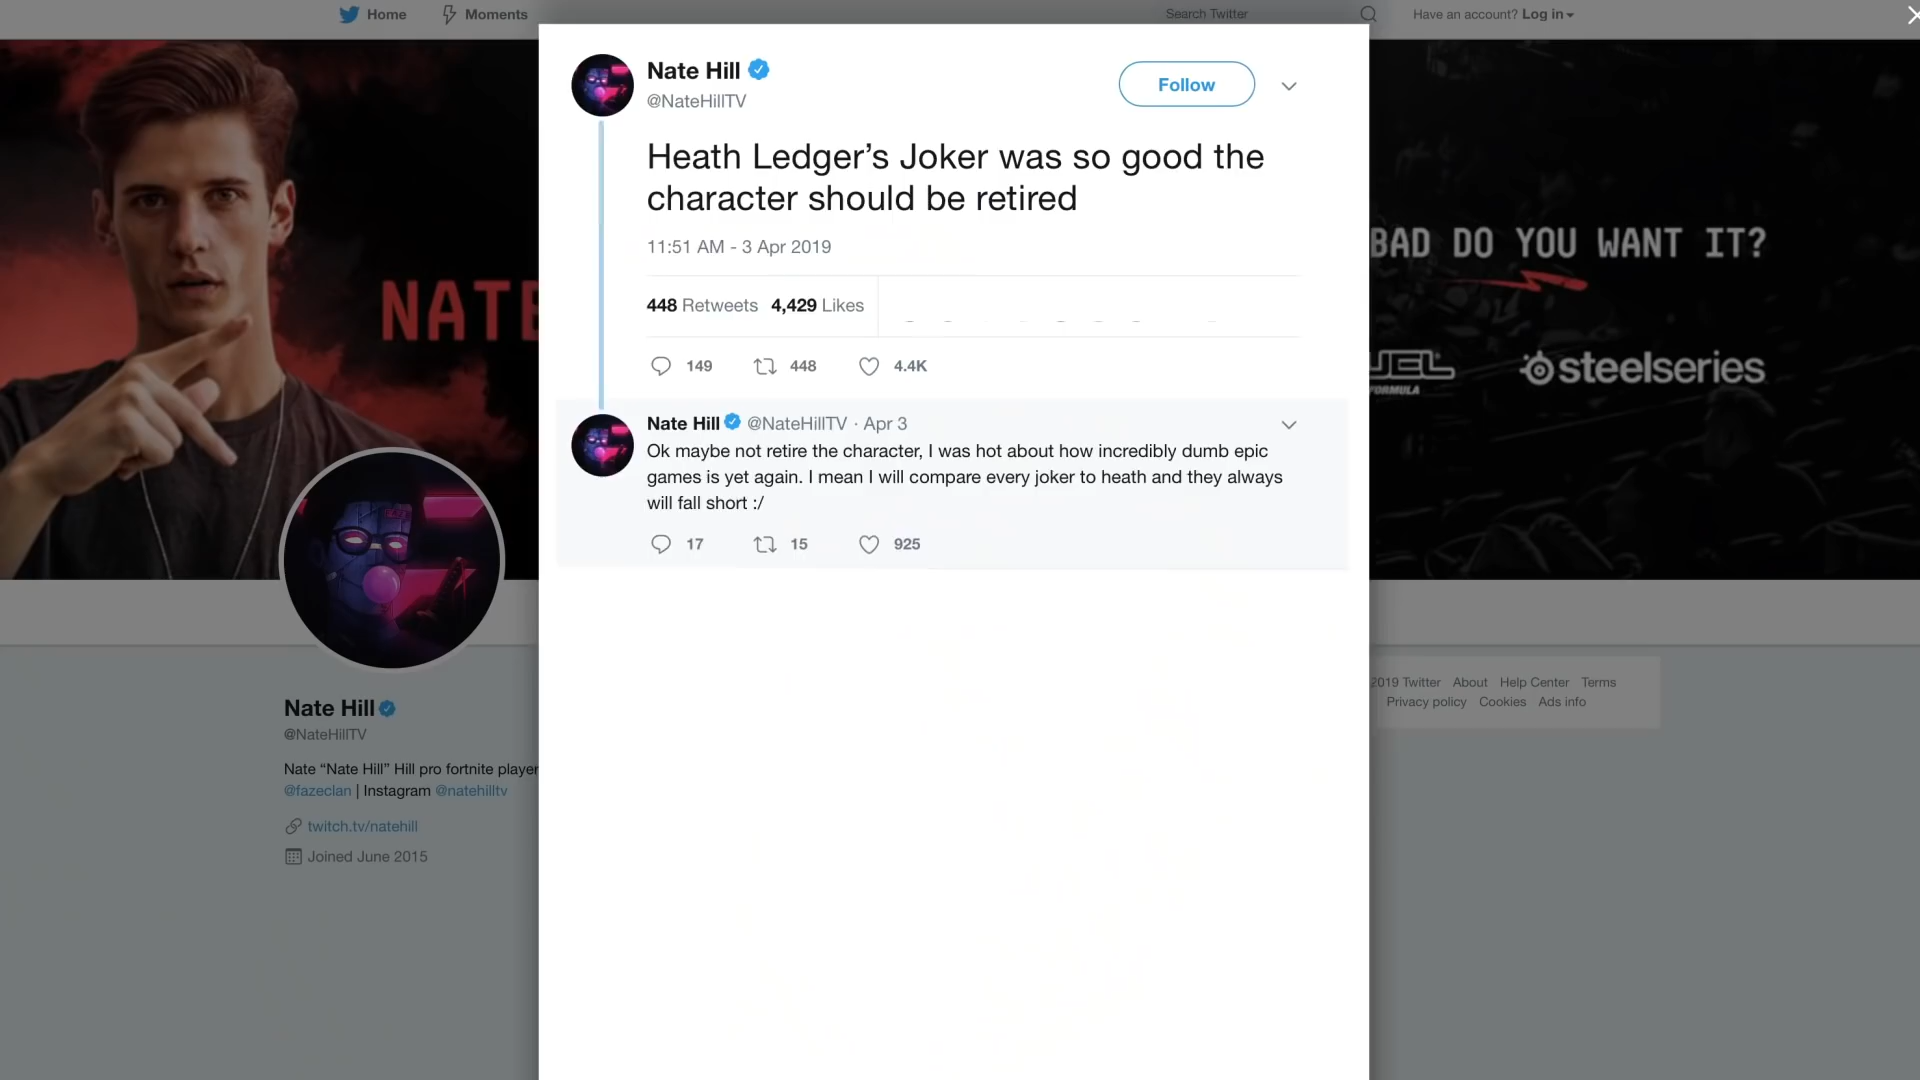 Home
Moments
Search Twitter
Have an account? Log in
Nate Hill
@NateHillTV
Follow
Heath Ledger’s Joker was so good the
character should be retired
11:51 AM - 3 Apr 2019
448 Retweets 4,429 Likes
149 448 4.4K
Nate Hill @NateHillTV · Apr 3
Ok maybe not retire the character, I was hot about how incredibly dumb epic
games is yet again. I mean I will compare every joker to heath and they always
will fall short :/
17 15 925
NATE
BAD DO YOU WANT IT?
FORMULA
steelseries
Nate Hill
@NateHillTV
Nate “Nate Hill” Hill pro fortnite player
@fazeclan | Instagram @natehilltv
twitch.tv/natehill
Joined June 2015
2019 Twitter About Help Center Terms
Privacy policy Cookies Ads info